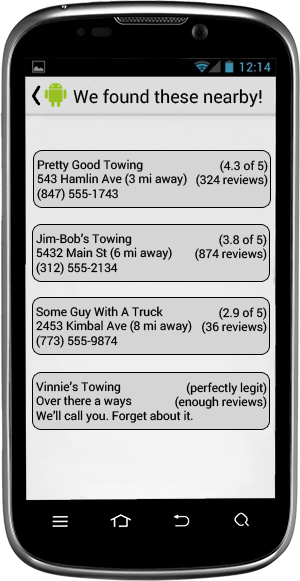 12:14
We found these nearby!
Pretty Good Towing (4.3 of 5)
543 Hamlin Ave (3 mi away) (324 reviews)
(847) 555-1743
Jim-Bob's Towing (3.8 of 5)
5432 Main St (6 mi away) (874 reviews)
(312) 555-2134
Some Guy With A Truck (2.9 of 5)
2453 Kimbal Ave (8 mi away) (36 reviews)
(773) 555-9874
Vinnie's Towing (perfectly legit)
Over there a ways (enough reviews)
We'll call you. Forget about it.